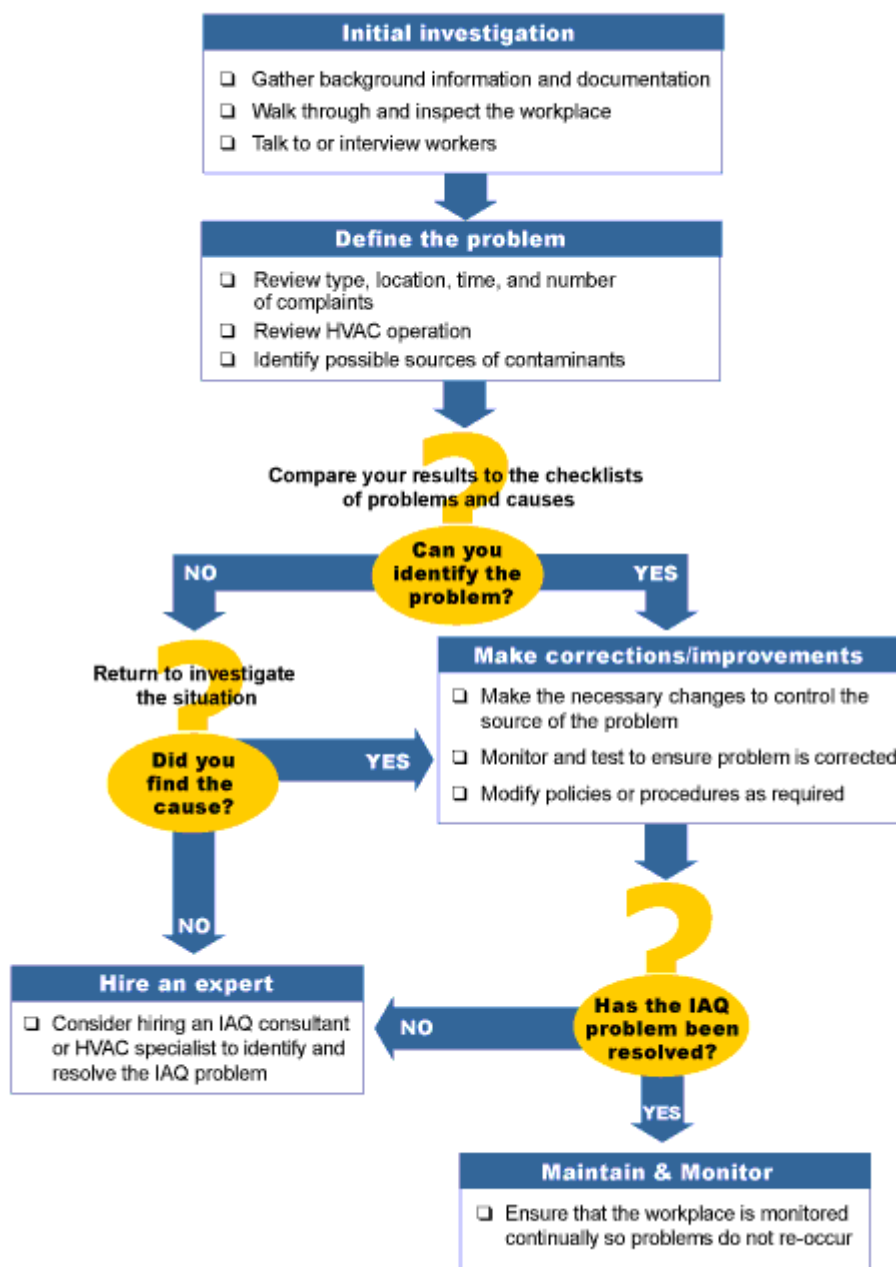 Initial investigation
❑ Gather background information and documentation
❑ Walk through and inspect the workplace
❑ Talk to or interview workers
Define the problem
❑ Review type, location, time, and number
of complaints
❑ Review HVAC operation
❑ Identify possible sources of contaminants
?
Compare your results to the checklists
of problems and causes
Can you
identify the
problem?
NO
YES
?
Return to investigate
the situation
Did you
find the
cause?
YES
NO
Make corrections/improvements
❑ Make the necessary changes to control the
source of the problem
❑ Monitor and test to ensure problem is corrected
❑ Modify policies or procedures as required
?
Has the IAQ
problem been
resolved?
NO
YES
Hire an expert
❑ Consider hiring an IAQ consultant
or HVAC specialist to identify and
resolve the IAQ problem
Maintain & Monitor
❑ Ensure that the workplace is monitored
continually so problems do not re-occur